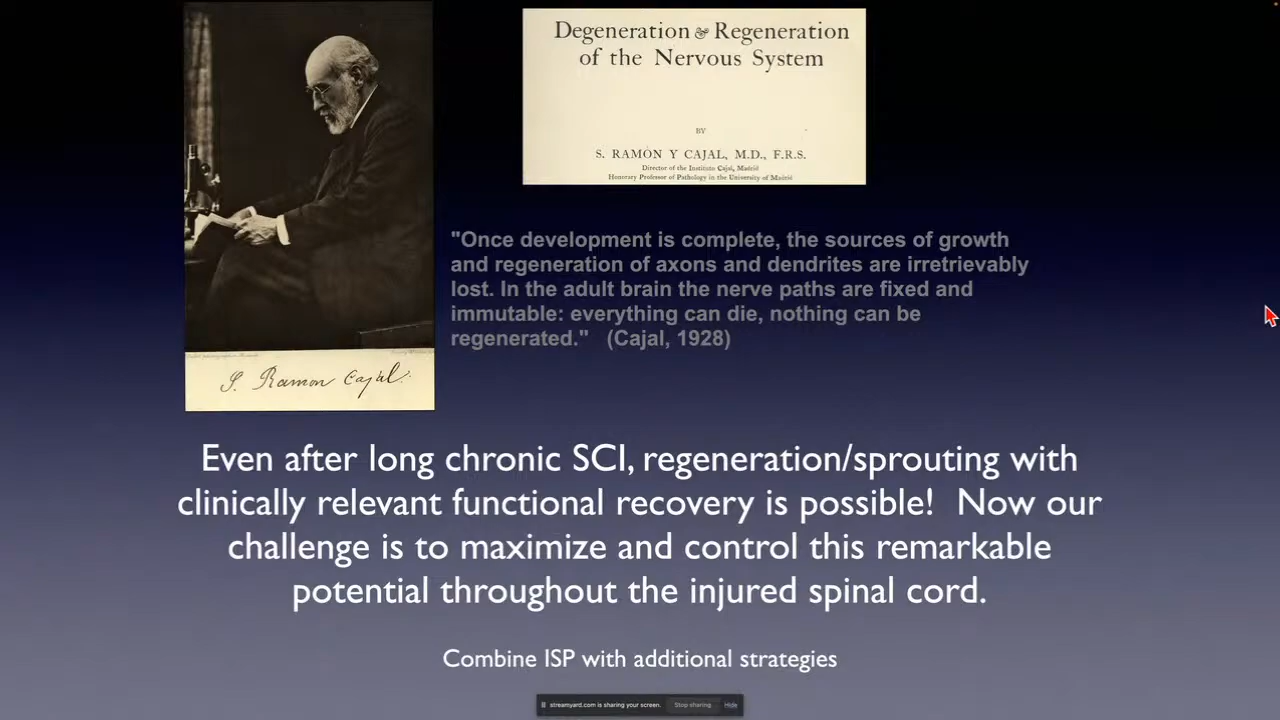 Degeneration & Regeneration
of the Nervous System
BY
S. RAMÓN Y CAJAL, M.D., F.R.S.
Director of the Instituto Cajal, Madrid
Honorary Professor of Pathology in the University of Madrid
"Once development is complete, the sources of growth
and regeneration of axons and dendrites are irretrievably
lost. In the adult brain the nerve paths are fixed and
immutable: everything can die, nothing can be
regenerated." (Cajal, 1928)
S. Ramon Cajal.
Even after long chronic SCI, regeneration/sprouting with
clinically relevant functional recovery is possible! Now our
challenge is to maximize and control this remarkable
potential throughout the injured spinal cord.
Combine ISP with additional strategies
streamyard.com is sharing your screen. Stop sharing Hide